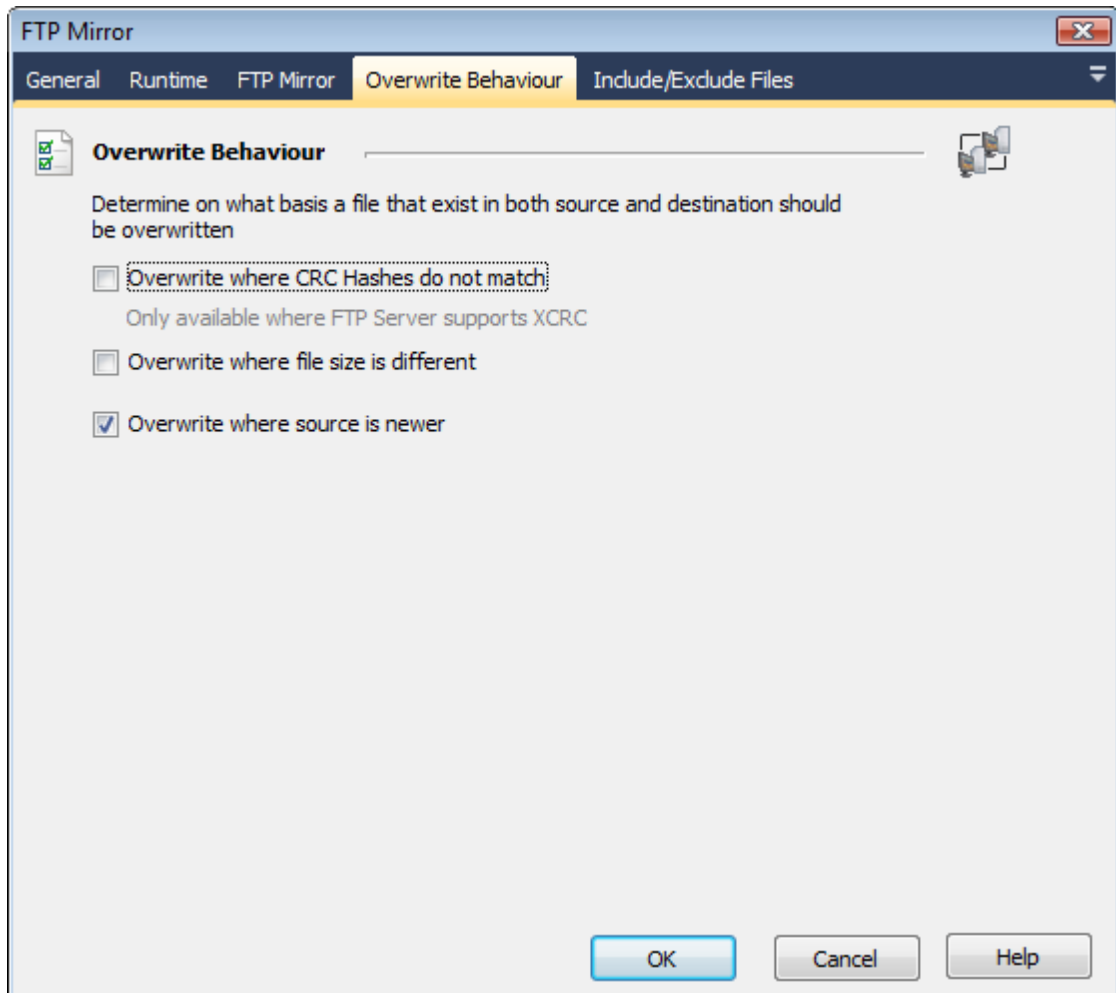 FTP Mirror
General Runtime FTP Mirror Overwrite Behaviour Include/Exclude Files
Overwrite Behaviour
Determine on what basis a file that exist in both source and destination should
be overwritten
Overwrite where CRC Hashes do not match
Only available where FTP Server supports XCRC
Overwrite where file size is different
Overwrite where source is newer
OK Cancel Help